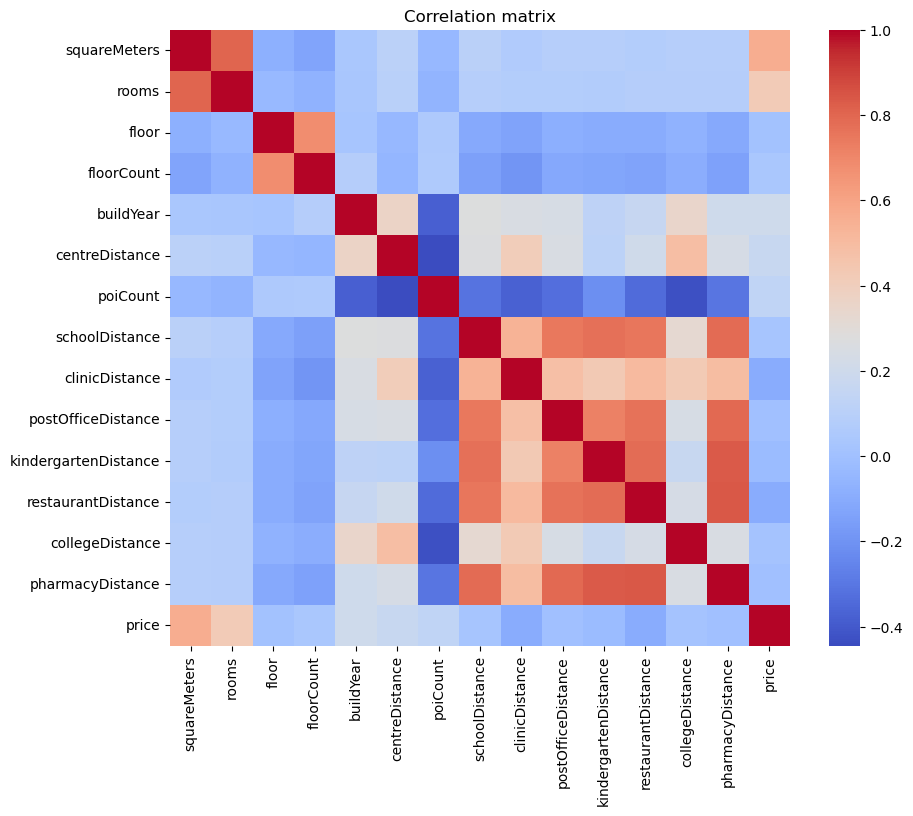 Correlation matrix
squareMeters
rooms
floor
floorCount
buildYear
centreDistance
poiCount
schoolDistance
clinicDistance
postOfficeDistance
kindergartenDistance
restaurantDistance
collegeDistance
pharmacyDistance
price
squareMeters
rooms
floor
floorCount
buildYear
centreDistance
poiCount
schoolDistance
clinicDistance
postOfficeDistance
kindergartenDistance
restaurantDistance
collegeDistance
pharmacyDistance
price
1.0
0.8
0.6
0.4
0.2
0.0
−0.2
−0.4